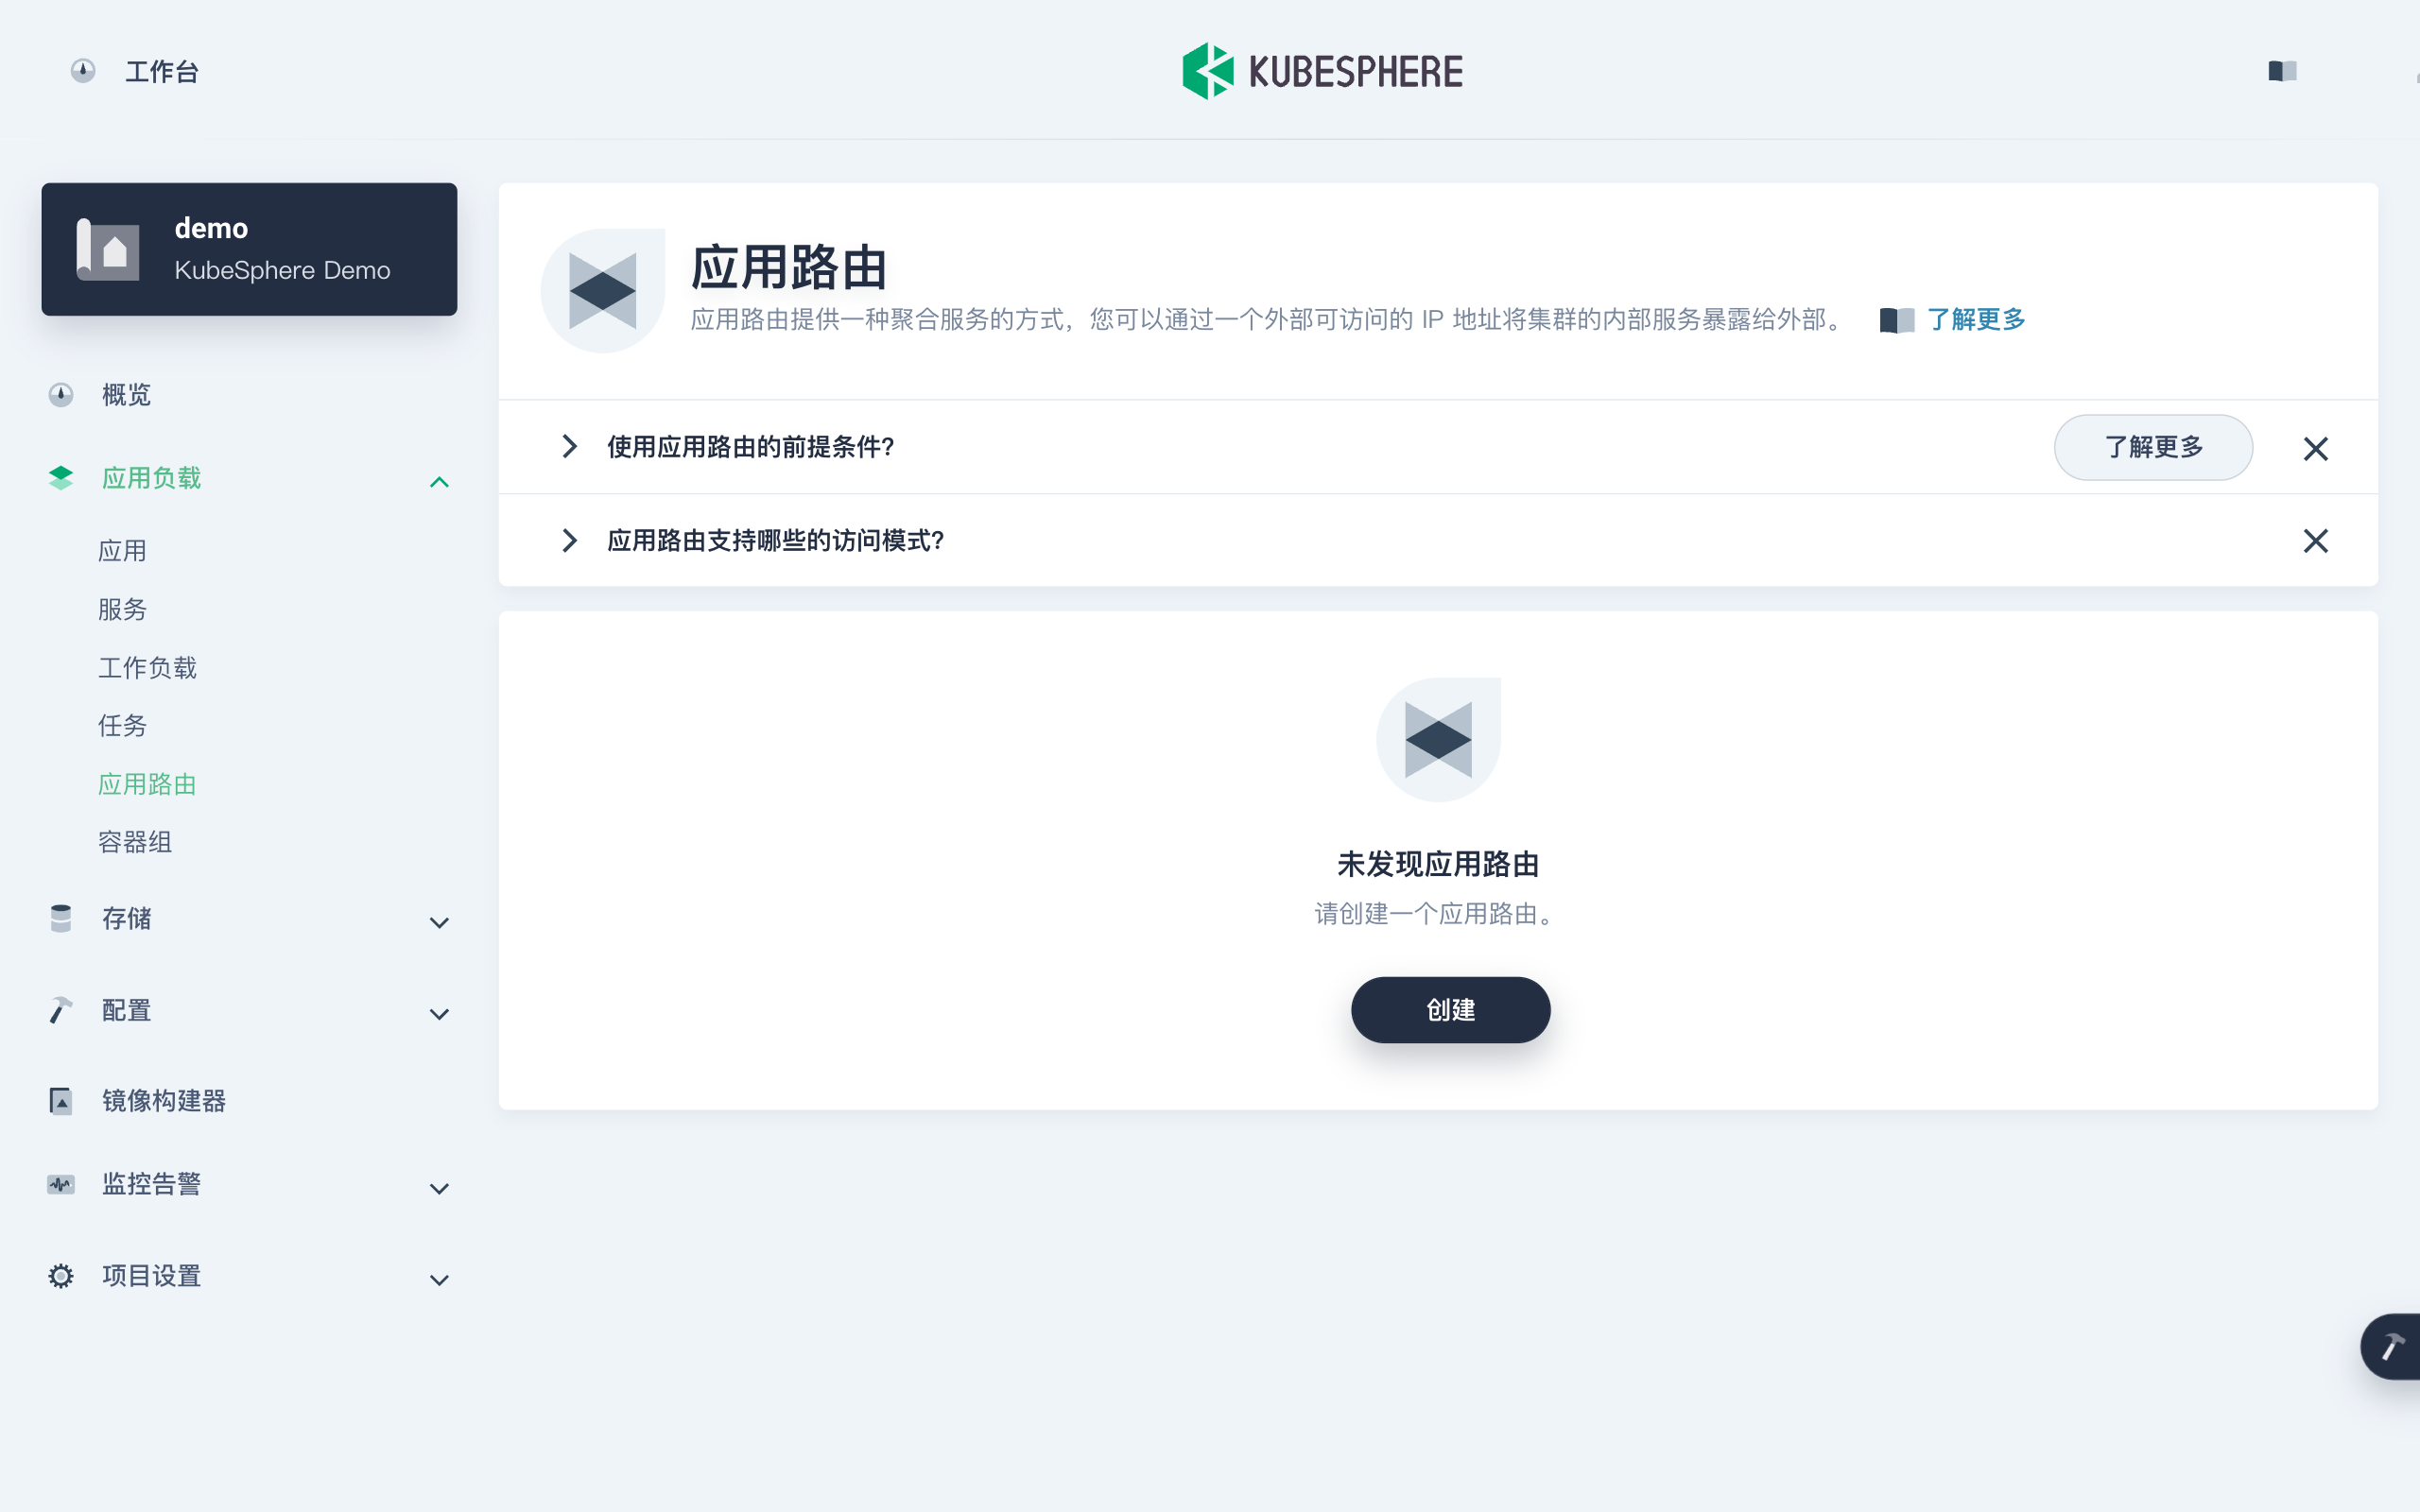 工作台
KUBESPHERE
demo
KubeSphere Demo
概览
应用负载
应用
服务
工作负载
任务
应用路由
容器组
存储
配置
镜像构建器
监控告警
项目设置
应用路由
应用路由提供一种聚合服务的方式，您可以通过一个外部可访问的 IP 地址将集群的内部服务暴露给外部。 了解更多
使用应用路由的前提条件?
了解更多
应用路由支持哪些的访问模式?
未发现应用路由
请创建一个应用路由。
创建